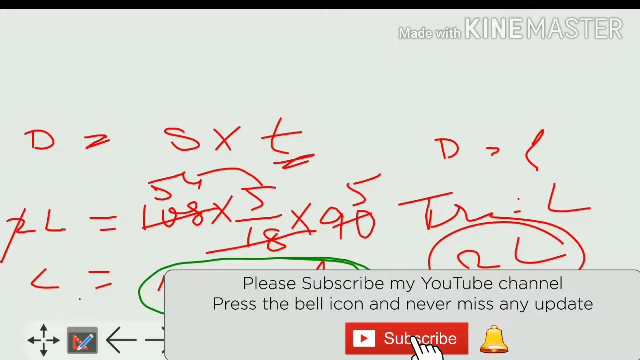 Made with KINEMASTER
D = S × t
D = l
54 5 5
2L = 108 × 5/18 × 90
Tr : L
2L
L =
Please Subscribe my YouTube channel
Press the bell icon and never miss any update
Subscribe